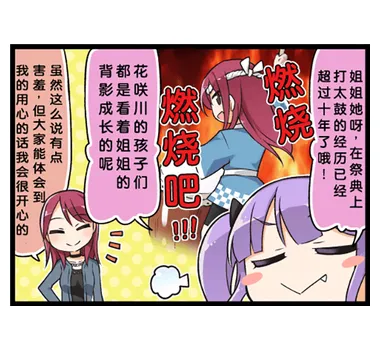 姐姐她呀，在祭典上
打太鼓的经历已经
超过十年了哦！
燃烧
燃烧吧!!!
花咲川的孩子们
都是看着姐姐的
背影成长的呢
虽然这么说有点
害羞，但大家能体会到
我的用心的话我会很开心的